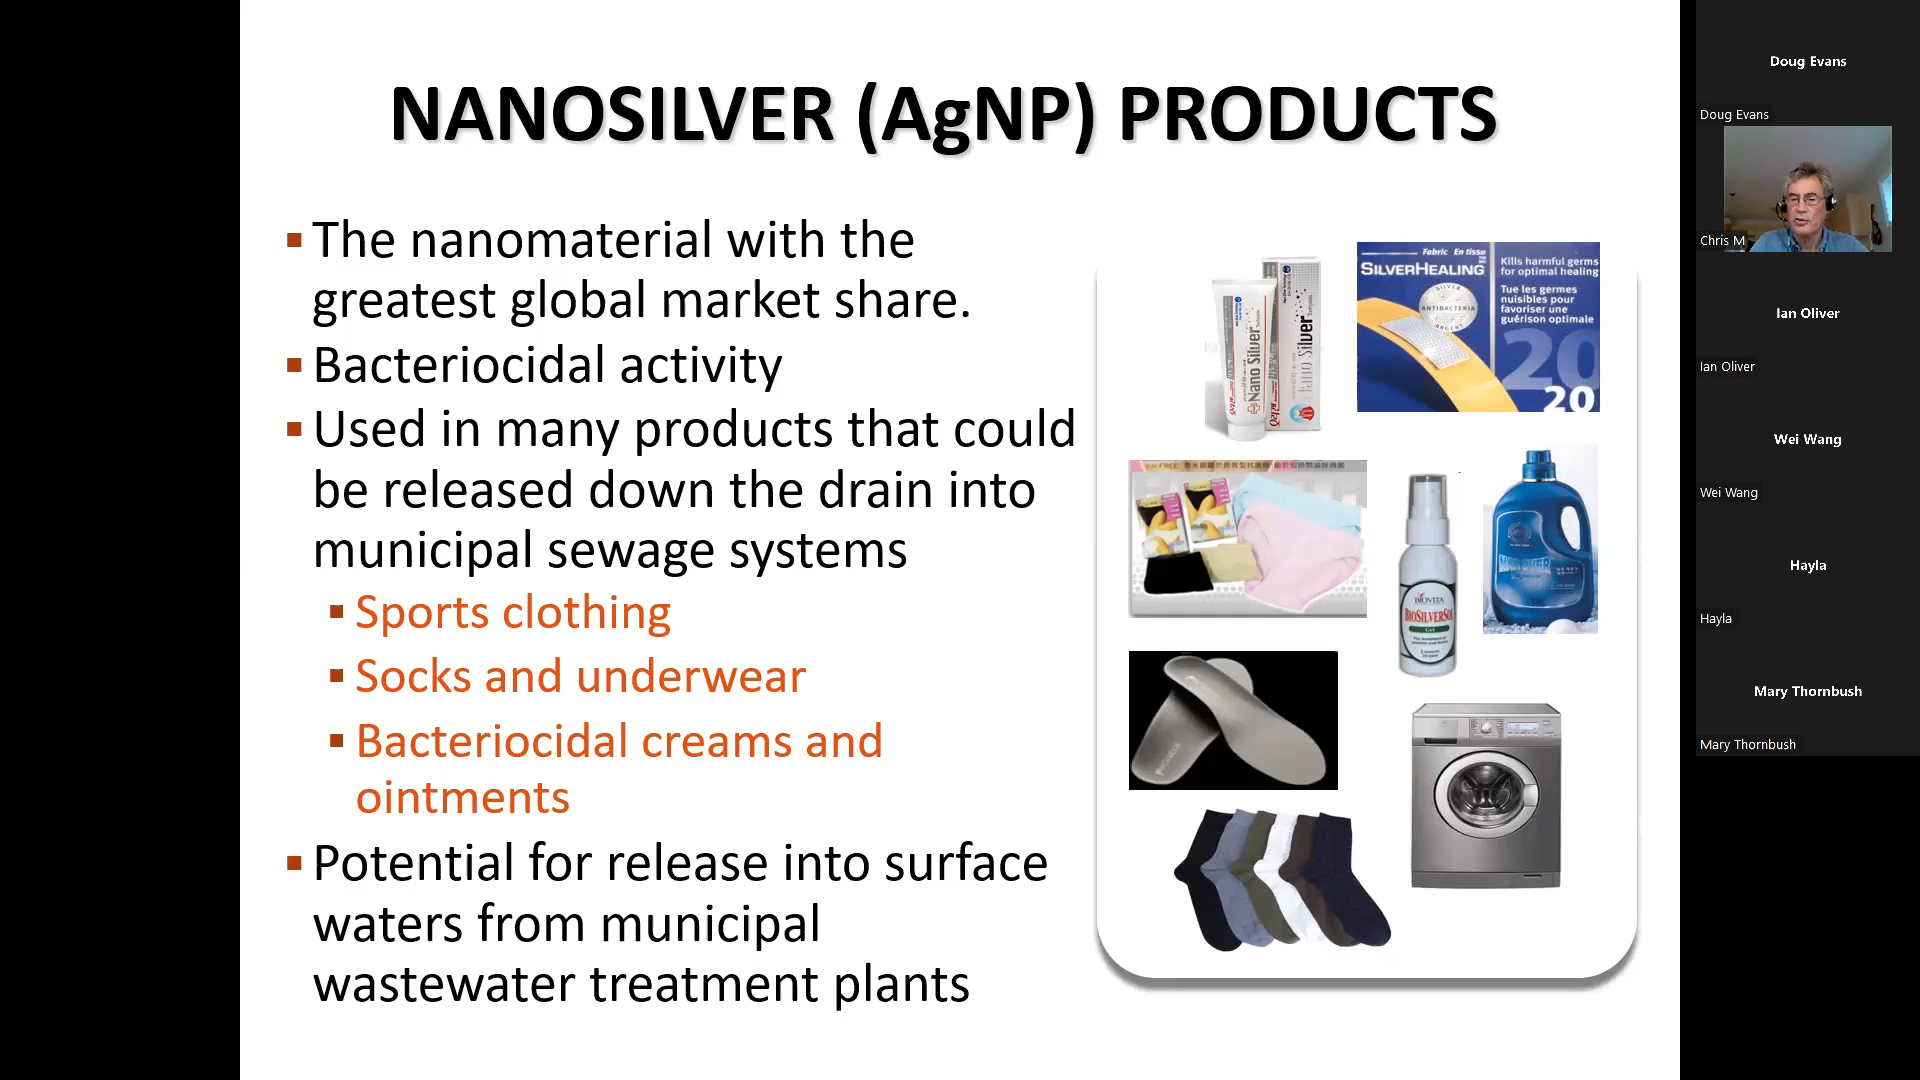 NANOSILVER (AgNP) PRODUCTS
The nanomaterial with the
greatest global market share.
Bacteriocidal activity
Used in many products that could
be released down the drain into
municipal sewage systems
Sports clothing
Socks and underwear
Bacteriocidal creams and
ointments
Potential for release into surface
waters from municipal
wastewater treatment plants
Nano Silver
Nano Silver
Fabric En tissu
SILVERHEALING
SILVER
ANTIBACTERIA
ARGENT
Kills harmful germs
for optimal healing
Tue les germes
nuisibles pour
favoriser une
guérison optimale
20
20
BIOVITA
BIOSILVERSOL
Gel
Doug Evans
Doug Evans
Chris M
Ian Oliver
Ian Oliver
Wei Wang
Wei Wang
Hayla
Hayla
Mary Thornbush
Mary Thornbush